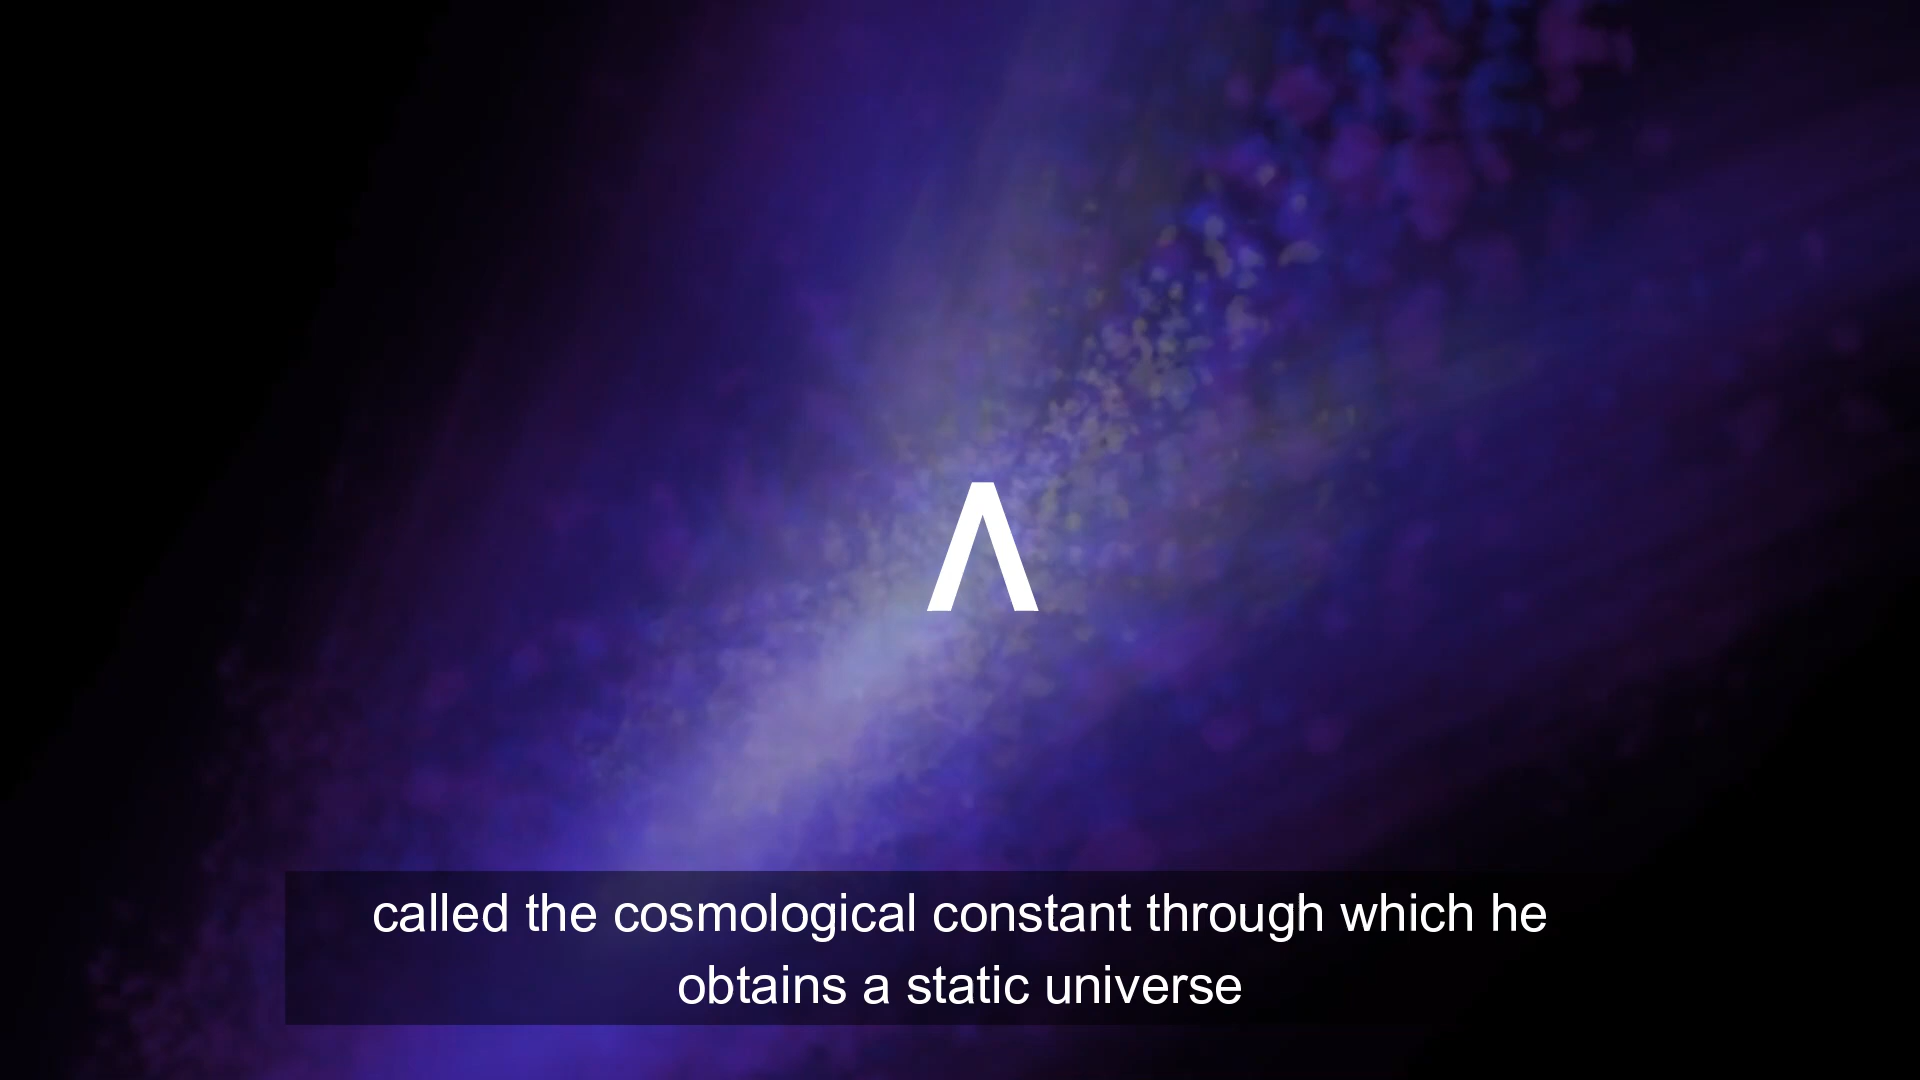 Λ
called the cosmological constant through which he
obtains a static universe